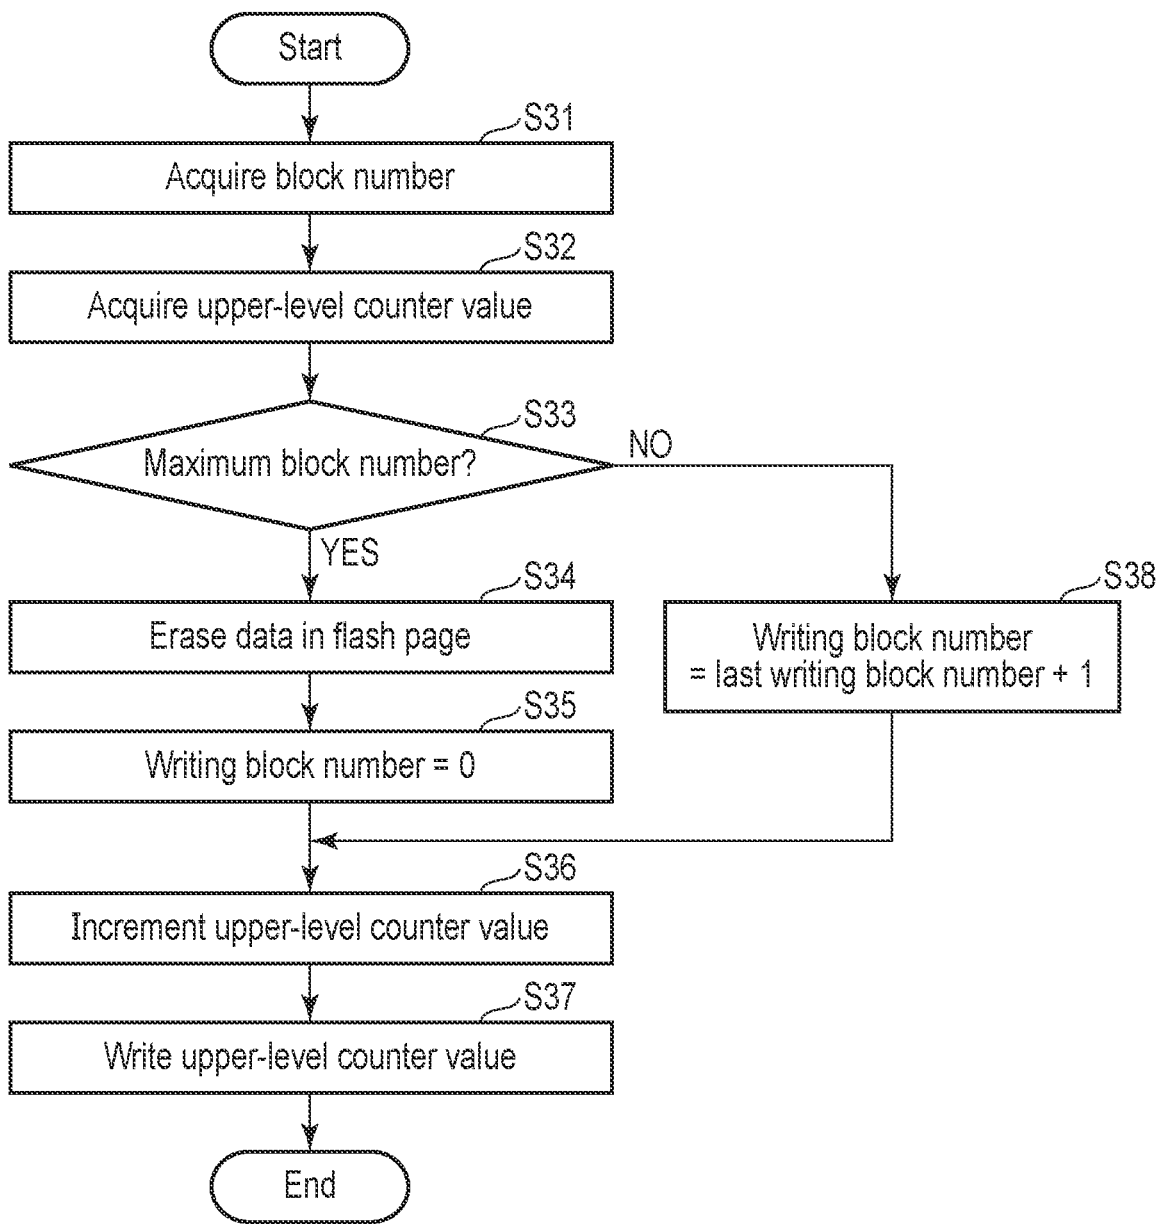 Start
S31
Acquire block number
S32
Acquire upper-level counter value
S33
Maximum block number?
NO
YES
S34
Erase data in flash page
S38
Writing block number
= last writing block number + 1
S35
Writing block number = 0
S36
Increment upper-level counter value
S37
Write upper-level counter value
End